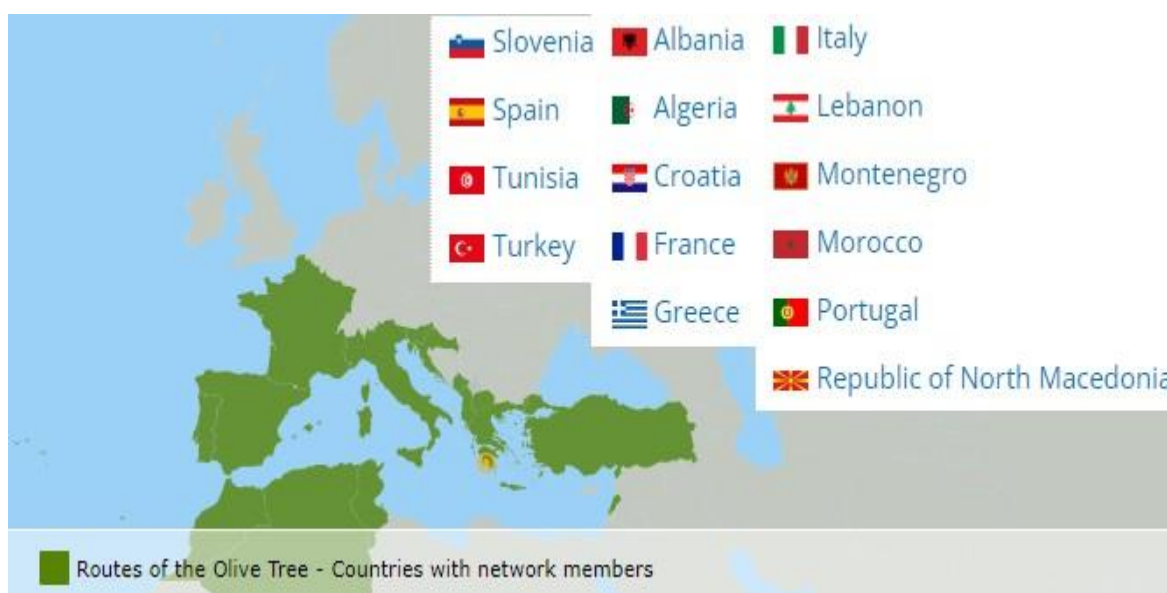 Slovenia
Spain
Tunisia
Turkey
Albania
Algeria
Croatia
France
Greece
Italy
Lebanon
Montenegro
Morocco
Portugal
Republic of North Macedonia
Routes of the Olive Tree - Countries with network members